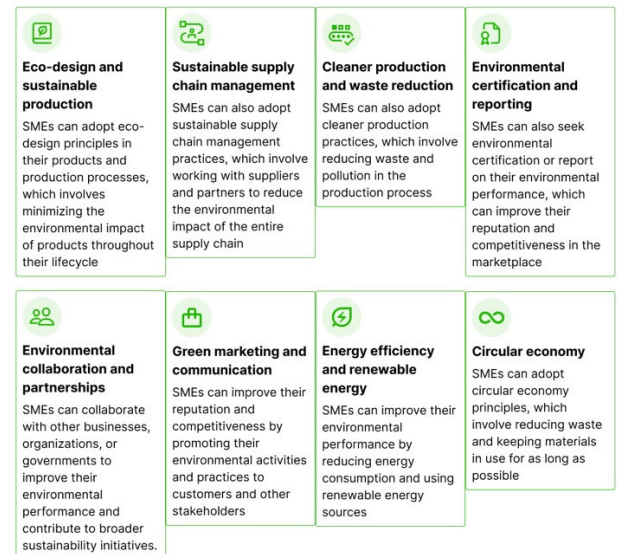 Eco-design and
sustainable
production
SMEs can adopt eco-
design principles in
their products and
production processes,
which involves
minimizing the
environmental impact
of products throughout
their lifecycle
Sustainable supply
chain management
SMEs can also adopt
sustainable supply
chain management
practices, which involve
working with suppliers
and partners to reduce
the environmental
impact of the entire
supply chain
Cleaner production
and waste reduction
SMEs can also adopt
cleaner production
practices, which involve
reducing waste and
pollution in the
production process
Environmental
certification and
reporting
SMEs can also seek
environmental
certification or report
on their environmental
performance, which
can improve their
reputation and
competitiveness in the
marketplace
Environmental
collaboration and
partnerships
SMEs can collaborate
with other businesses,
organizations, or
governments to
improve their
environmental
performance and
contribute to broader
sustainability initiatives.
Green marketing and
communication
SMEs can improve their
reputation and
competitiveness by
promoting their
environmental activities
and practices to
customers and other
stakeholders
Energy efficiency
and renewable
energy
SMEs can improve their
environmental
performance by
reducing energy
consumption and using
renewable energy
sources
Circular economy
SMEs can adopt
circular economy
principles, which
involve reducing waste
and keeping materials
in use for as long as
possible